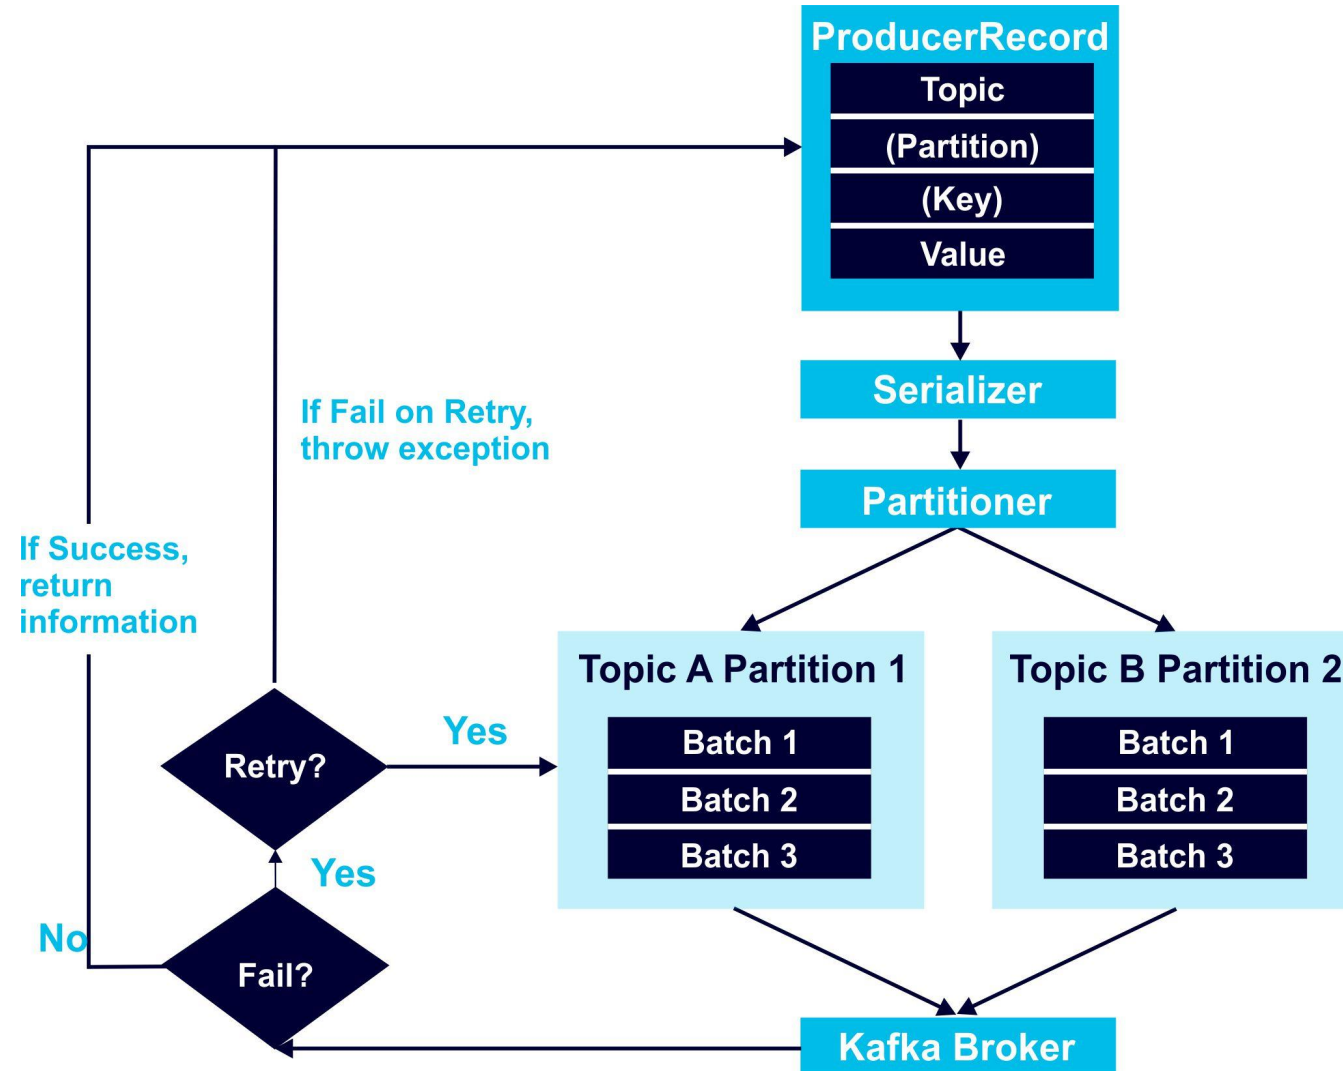 ProducerRecord
Topic
(Partition)
(Key)
Value
Serializer
If Fail on Retry,
throw exception
Partitioner
If Success,
return
information
Topic A Partition 1
Topic B Partition 2
Yes
Retry?
Batch 1
Batch 2
Batch 3
Batch 1
Batch 2
Batch 3
Yes
No
Fail?
Kafka Broker